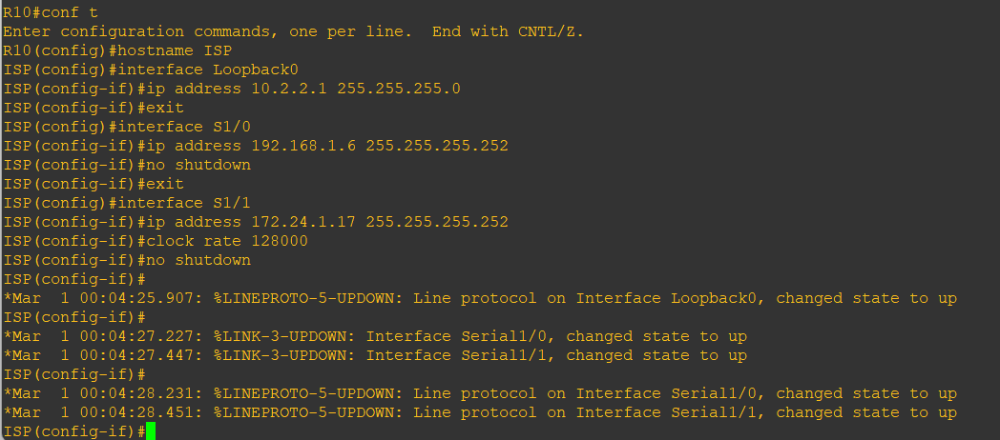 R10#conf t
Enter configuration commands, one per line.  End with CNTL/Z.
R10(config)#hostname ISP
ISP(config)#interface Loopback0
ISP(config-if)#ip address 10.2.2.1 255.255.255.0
ISP(config-if)#exit
ISP(config)#interface S1/0
ISP(config-if)#ip address 192.168.1.6 255.255.255.252
ISP(config-if)#no shutdown
ISP(config-if)#exit
ISP(config)#interface S1/1
ISP(config-if)#ip address 172.24.1.17 255.255.255.252
ISP(config-if)#clock rate 128000
ISP(config-if)#no shutdown
ISP(config-if)#
*Mar  1 00:04:25.907: %LINEPROTO-5-UPDOWN: Line protocol on Interface Loopback0, changed state to up
ISP(config-if)#
*Mar  1 00:04:27.227: %LINK-3-UPDOWN: Interface Serial1/0, changed state to up
*Mar  1 00:04:27.447: %LINK-3-UPDOWN: Interface Serial1/1, changed state to up
ISP(config-if)#
*Mar  1 00:04:28.231: %LINEPROTO-5-UPDOWN: Line protocol on Interface Serial1/0, changed state to up
*Mar  1 00:04:28.451: %LINEPROTO-5-UPDOWN: Line protocol on Interface Serial1/1, changed state to up
ISP(config-if)#